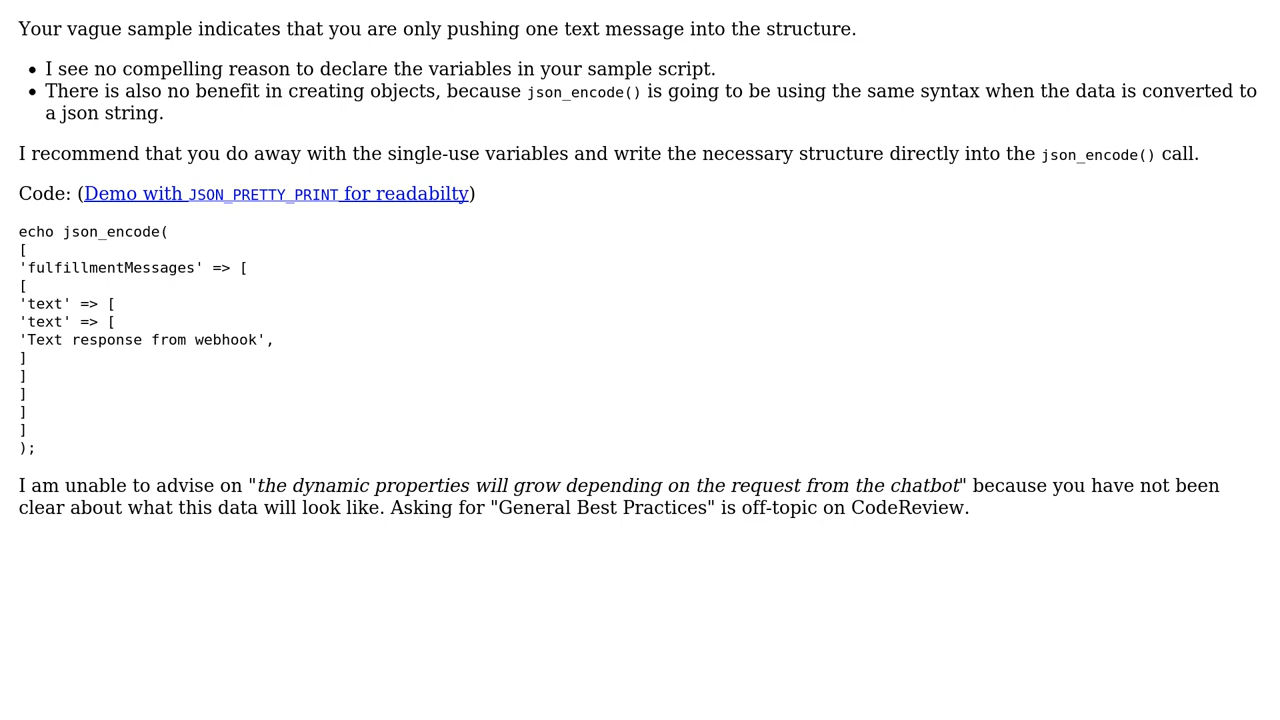 Your vague sample indicates that you are only pushing one text message into the structure.
• I see no compelling reason to declare the variables in your sample script.
• There is also no benefit in creating objects, because json_encode() is going to be using the same syntax when the data is converted to
a json string.
I recommend that you do away with the single-use variables and write the necessary structure directly into the json_encode() call.
Code: (Demo with JSON_PRETTY_PRINT for readabilty)
echo json_encode(
[
'fulfillmentMessages' => [
[
'text' => [
'text' => [
'Text response from webhook',
]
]
]
]
]
);
I am unable to advise on "the dynamic properties will grow depending on the request from the chatbot" because you have not been
clear about what this data will look like. Asking for "General Best Practices" is off-topic on CodeReview.